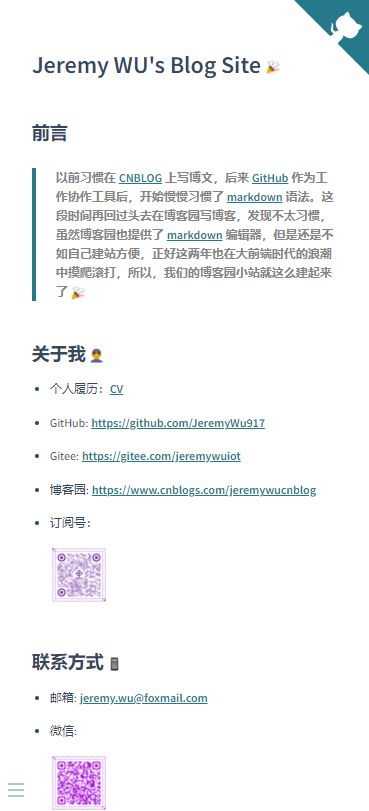 Jeremy WU's Blog Site 🎉
前言
以前习惯在 CNBLOG 上写博文，后来 GitHub 作为工
作协作工具后，开始慢慢习惯了 markdown 语法。这
段时间再回过头去在博客园写博客，发现不太习惯，
虽然博客园也提供了 markdown 编辑器，但是还是不
如自己建站方便，正好这两年也在大前端时代的浪潮
中摸爬滚打，所以，我们的博客园小站就这么建起来
了 🎉
关于我
个人履历：CV
GitHub: https://github.com/JeremyWu917
Gitee: https://gitee.com/jeremywuiot
博客园: https://www.cnblogs.com/jeremywucnblog
订阅号：
联系方式
邮箱: jeremy.wu@foxmail.com
微信: